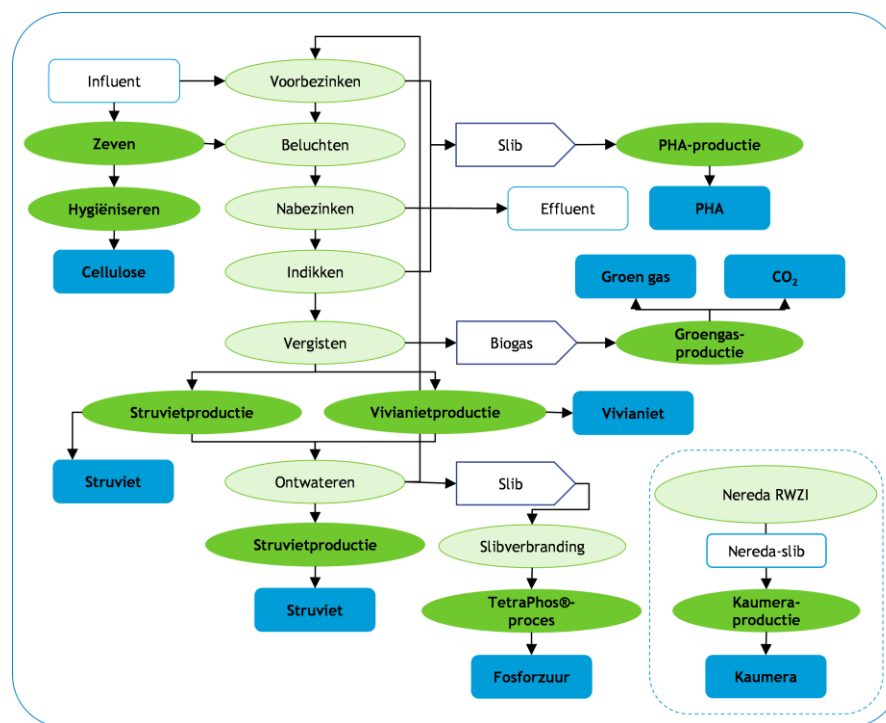 Influent
Voorbezinken
Zeven
Beluchten
Slib
PHA-productie
Hygiëniseren
Nabezinken
Effluent
PHA
Cellulose
Indikken
Groen gas
CO₂
Vergisten
Biogas
Groengas-
productie
Struvietproductie
Vivianietproductie
Vivianiet
Struviet
Ontwateren
Slib
Nereda RWZI
Struvietproductie
Slibverbranding
Nereda-slib
Struviet
TetraPhos®-
proces
Kaumera-
productie
Fosforzuur
Kaumera